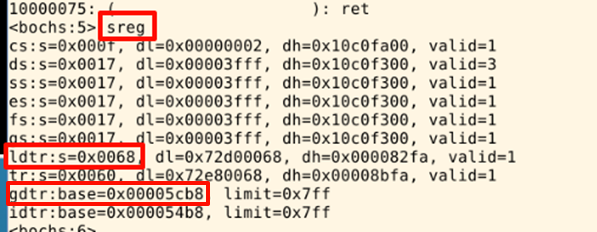 10000075: (                    ): ret
<bochs:5> sreg
cs:s=0x000f, dl=0x00000002, dh=0x10c0fa00, valid=1
ds:s=0x0017, dl=0x00003fff, dh=0x10c0f300, valid=3
ss:s=0x0017, dl=0x00003fff, dh=0x10c0f300, valid=1
es:s=0x0017, dl=0x00003fff, dh=0x10c0f300, valid=1
fs:s=0x0017, dl=0x00003fff, dh=0x10c0f300, valid=1
gs:s=0x0017, dl=0x00003fff, dh=0x10c0f300, valid=1
ldtr:s=0x0068, dl=0x72d00068, dh=0x000082fa, valid=1
tr:s=0x0060, dl=0x72e80068, dh=0x00008bfa, valid=1
gdtr:base=0x00005cb8, limit=0x7ff
idtr:base=0x000054b8, limit=0x7ff
<bochs:6>